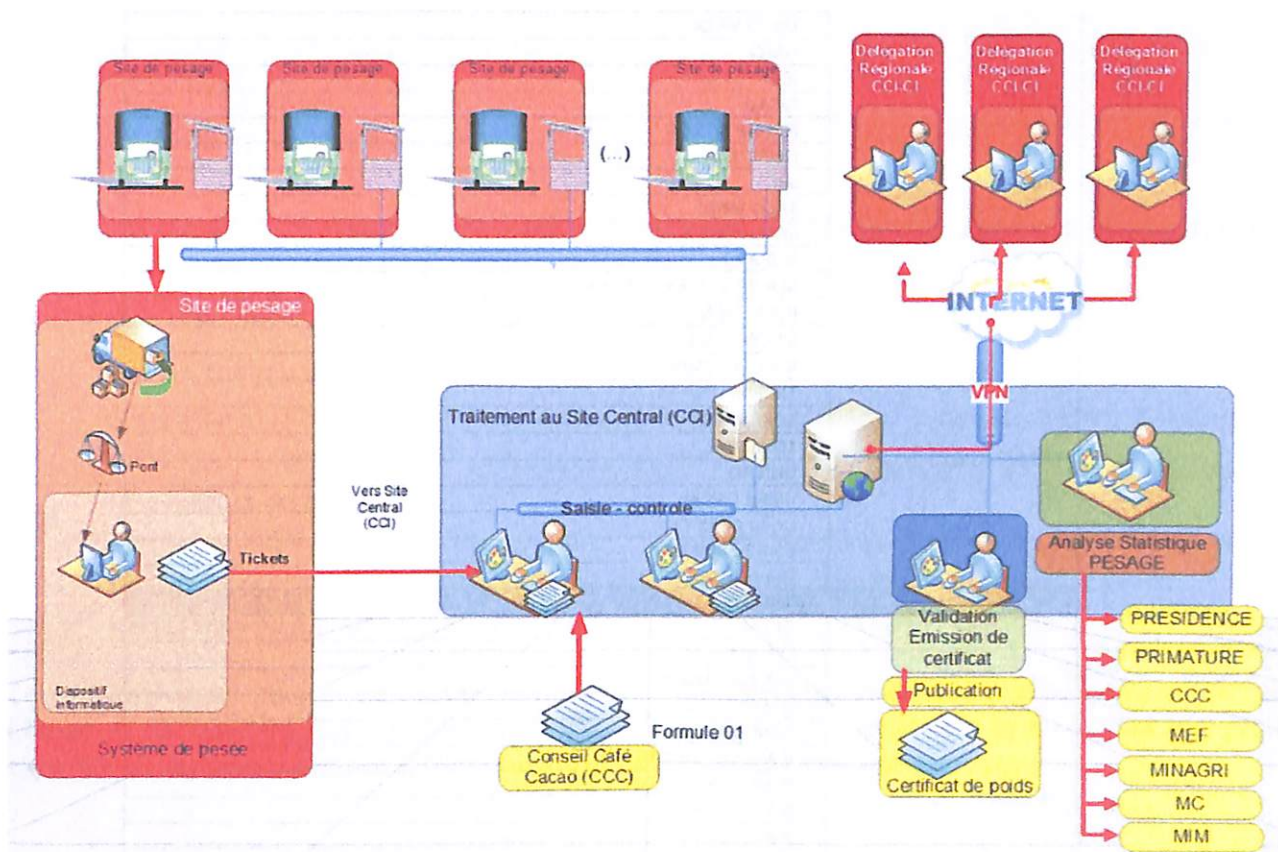 Site de pesage
Site de pesage
Site de pesage
(...)
Site de pesage
Délégation
Régionale
CCI-CI
Délégation
Régionale
CCI-CI
Délégation
Régionale
CCI-CI
INTERNET
VPN
Site de pesage
Pont
Tickets
Dispositif
informatique
Système de pesée
Vers Site
Central
(CCI)
Traitement au Site Central (CCI)
Saisie - controle
Formule 01
Conseil Café
Cacao (CCC)
Validation
Emission de
certificat
Publication
Certificat de poids
Analyse Statistique
PESAGE
PRESIDENCE
PRIMATURE
CCC
MEF
MINAGRI
MC
MIM